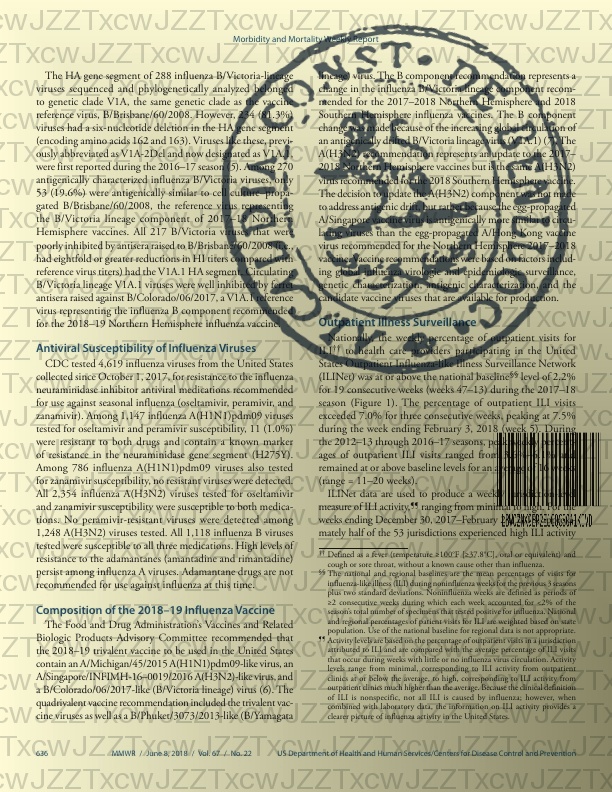 Morbidity and Mortality Weekly Report
The HA gene segment of 288 influenza B/Victoria-lineage
viruses sequenced and phylogenetically analyzed belonged
to genetic clade V1A, the same genetic clade as the
reference virus, B/Brisbane/60/2008. However, 234 (81.3%)
viruses had a six-nucleotide deletion in the HA gene segment
(encoding amino acids 162 and 163). Viruses like these, previ-
ously abbreviated as V1A-2Del and now designated as V1A.1,
were first reported during the 2016–17 season (5). Among 270
antigenically characterized influenza B/Victoria viruses, only
53 (19.6%) were antigenically similar to cell culture–propa-
gated B/Brisbane/60/2008, the reference virus representing
the B/Victoria lineage component of 2017–18 Northern
Hemisphere vaccines. All 217 B/Victoria viruses that were
poorly inhibited by antisera raised to B/Brisbane/60/2008 (i.e.,
had eightfold or greater reductions in HI titers compared with
reference virus titers) had the V1A.1 HA segment. Circulating
B/Victoria lineage V1A.1 viruses were well inhibited by ferret
antisera raised against B/Colorado/06/2017, a V1A.1 reference
virus representing the influenza B component recommended
for the 2018–19 Northern Hemisphere influenza vaccines.
Antiviral Susceptibility of Influenza Viruses
CDC tested 4,619 influenza viruses from the United States
collected since October 1, 2017, for resistance to the influenza
neuraminidase inhibitor antiviral medications recommended
for use against seasonal influenza (oseltamivir, peramivir, and
zanamivir). Among 1,147 influenza A(H1N1)pdm09 viruses
tested for oseltamivir and peramivir susceptibility, 11 (1.0%)
were resistant to both drugs and contain a known marker
of resistance in the neuraminidase gene segment (H275Y).
Among 786 influenza A(H1N1)pdm09 viruses also tested
for zanamivir susceptibility, no resistant viruses were detected.
All 2,354 influenza A(H3N2) viruses tested for oseltamivir
and zanamivir susceptibility were susceptible to both medica-
tions. No peramivir-resistant viruses were detected among
1,248 A(H3N2) viruses tested. All 1,118 influenza B viruses
tested were susceptible to all three medications. High levels of
resistance to the adamantanes (amantadine and rimantadine)
persist among influenza A viruses. Adamantane drugs are not
recommended for use against influenza at this time.
Composition of the 2018–19 Influenza Vaccine
The Food and Drug Administration's Vaccines and Related
Biologic Products Advisory Committee recommended that
the 2018–19 trivalent vaccine to be used in the United States
contain an A/Michigan/45/2015 A(H1N1)pdm09-like virus, an
A/Singapore/INFIMH-16-0019/2016 A(H3N2)-like virus, and
a B/Colorado/06/2017-like (B/Victoria lineage) virus (6). The
quadrivalent vaccine recommendation included the trivalent vac-
cine viruses as well as a B/Phuket/3073/2013-like (B/Yamagata
lineage) virus. The B component recommendation represents a
change in the influenza B/Victoria lineage component recom-
mended for the 2017–2018 Northern Hemisphere and 2018
Southern Hemisphere influenza vaccines. The B component
change was made because of the increasing global circulation of
an antigenically drifted B/Victoria lineage virus (V1A.1) (3). The
A(H3N2) recommendation represents an update to the 2017–
2018 Northern Hemisphere vaccines but is the A(H3N2)
virus recommended for the 2018 Southern Hemisphere vaccine.
The decision to update the A(H3N2) component was not made
to address antigenic drift but rather because the egg-propagated
A/Singapore virus is antigenically more similar to circu-
lating viruses than the egg-propagated A/Hong Kong vaccine
virus recommended for the Northern Hemisphere 2017–2018
vaccine. These recommendations were based on factors includ-
ing global virologic and epidemiologic surveillance,
genetic characterization, antigenic characterization, and the
candidate vaccine viruses that are available for production.
Outpatient Illness Surveillance
Nationally, the weekly percentage of outpatient visits for
ILI†† to health care providers participating in the United
States Outpatient Influenza-like Illness Surveillance Network
(ILINet) was at or above the national baseline§§ level of 2.2%
for 19 consecutive weeks (weeks 47–13) during the 2017–18
season (Figure 1). The percentage of outpatient ILI visits
exceeded 7.0% for three consecutive weeks, peaking at 7.5%
during the week ending February 3, 2018 (week 5). During
the 2012–13 through 2016–17 seasons, peak
ages of outpatient ILI visits ranged from
remained at or above baseline levels for an average of 16 weeks
(range = 11–20 weeks).
ILINet data are used to produce a weekly jurisdiction-level
measure of ILI activity,¶¶ ranging from minimal to high. For the
weeks ending December 30, 2017–February
mately half of the 53 jurisdictions experienced high ILI activity
†† Defined as a fever (temperature ≥100°F [≥37.8°C], oral or equivalent) and
cough or sore throat, without a known cause other than influenza.
§§ The national and regional baselines are the mean percentages of visits for
influenza-like illness (ILI) during noninfluenza weeks for the previous 3 seasons
plus two standard deviations. Noninfluenza weeks are defined as periods of
≥2 consecutive weeks during which each week accounted for <2% of the
season's total number of specimens that tested positive for influenza. National
and regional percentages of patient visits for ILI are weighted based on state
population. Use of the national baseline for regional data is not appropriate.
¶¶ Activity levels are based on the percentage of outpatient visits in a jurisdiction
attributed to ILI and are compared with the average percentage of ILI visits
that occur during weeks with little or no influenza virus circulation. Activity
levels range from minimal, corresponding to ILI activity from outpatient
clinics at or below the average, to high, corresponding to ILI activity from
outpatient clinics much higher than the average. Because the clinical definition
of ILI is nonspecific, not all ILI is caused by influenza; however, when
combined with laboratory data, the information on ILI activity provides a
clearer picture of influenza activity in the United States.
636 MMWR / June 8, 2018 / Vol. 67 / No. 22 US Department of Health and Human Services/Centers for Disease Control and Prevention